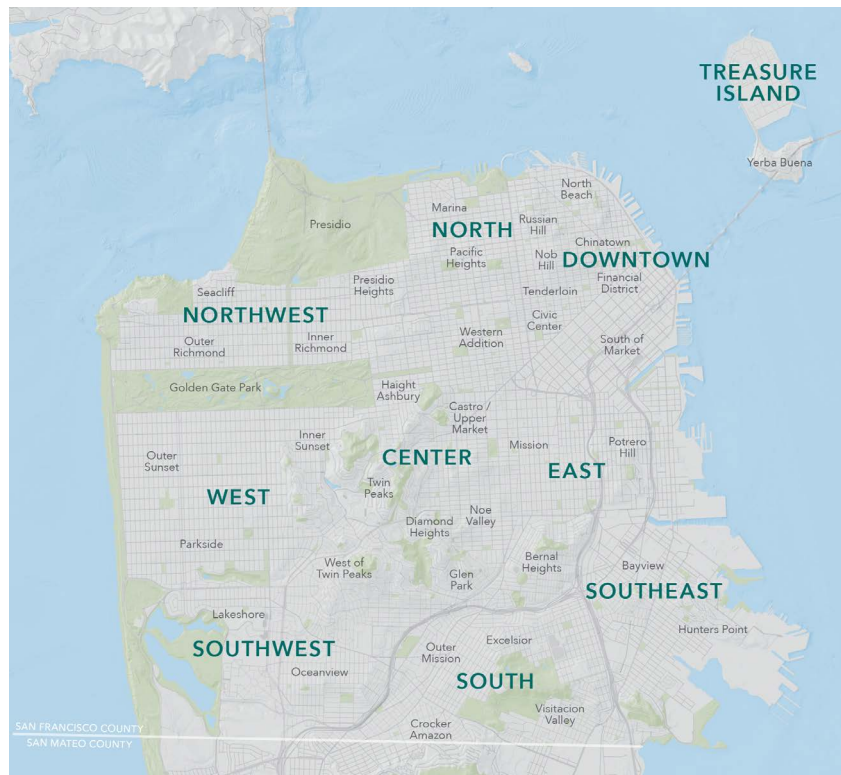 TREASURE
ISLAND
Yerba Buena
North
Beach
Marina
Russian
Hill
Presidio
NORTH
Chinatown
Pacific
Heights
Nob
Hill
DOWNTOWN
Financial
District
Presidio
Heights
Seacliff
Tenderloin
NORTHWEST
Civic
Center
Outer
Richmond
Inner
Richmond
Western
Addition
South of
Market
Golden Gate Park
Haight
Ashbury
Castro /
Upper
Market
Inner
Sunset
Mission
Potrero
Hill
Outer
Sunset
CENTER
EAST
Twin
Peaks
WEST
Noe
Valley
Diamond
Heights
Parkside
West of
Twin Peaks
Glen
Park
Bernal
Heights
Bayview
SOUTHEAST
Lakeshore
Hunters Point
SOUTHWEST
Outer
Mission
Excelsior
Oceanview
SOUTH
Visitacion
Valley
Crocker
Amazon
SAN FRANCISCO COUNTY
SAN MATEO COUNTY